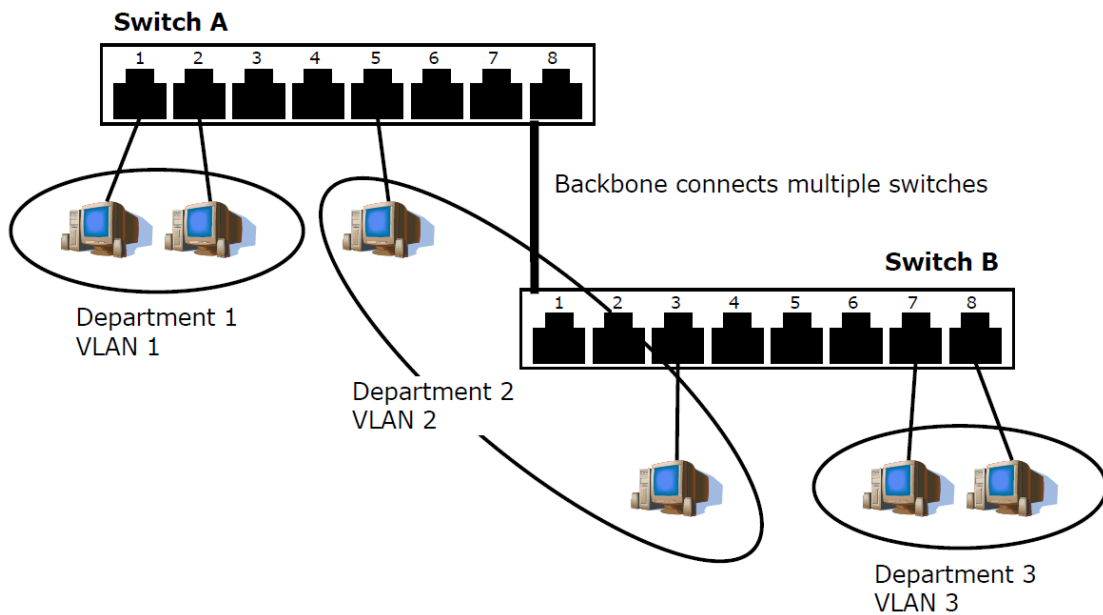 Switch A
1 2 3 4 5 6 7 8
Backbone connects multiple switches
Switch B
1 2 3 4 5 6 7 8
Department 1
VLAN 1
Department 2
VLAN 2
Department 3
VLAN 3